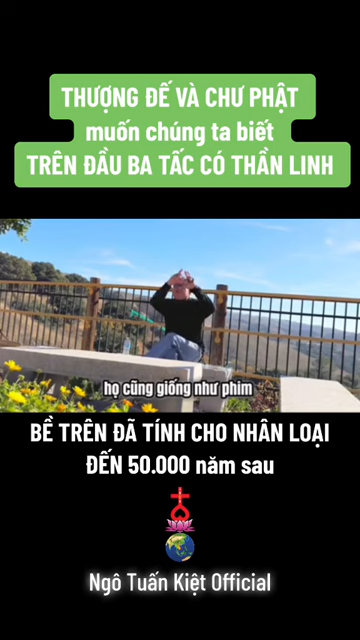 THƯỢNG ĐẾ VÀ CHƯ PHẬT
muốn chúng ta biết
TRÊN ĐẦU BA TẤC CÓ THẦN LINH
họ cũng giống như phim
BỀ TRÊN ĐÃ TÍNH CHO NHÂN LOẠI
ĐẾN 50.000 năm sau
Ngô Tuấn Kiệt Official